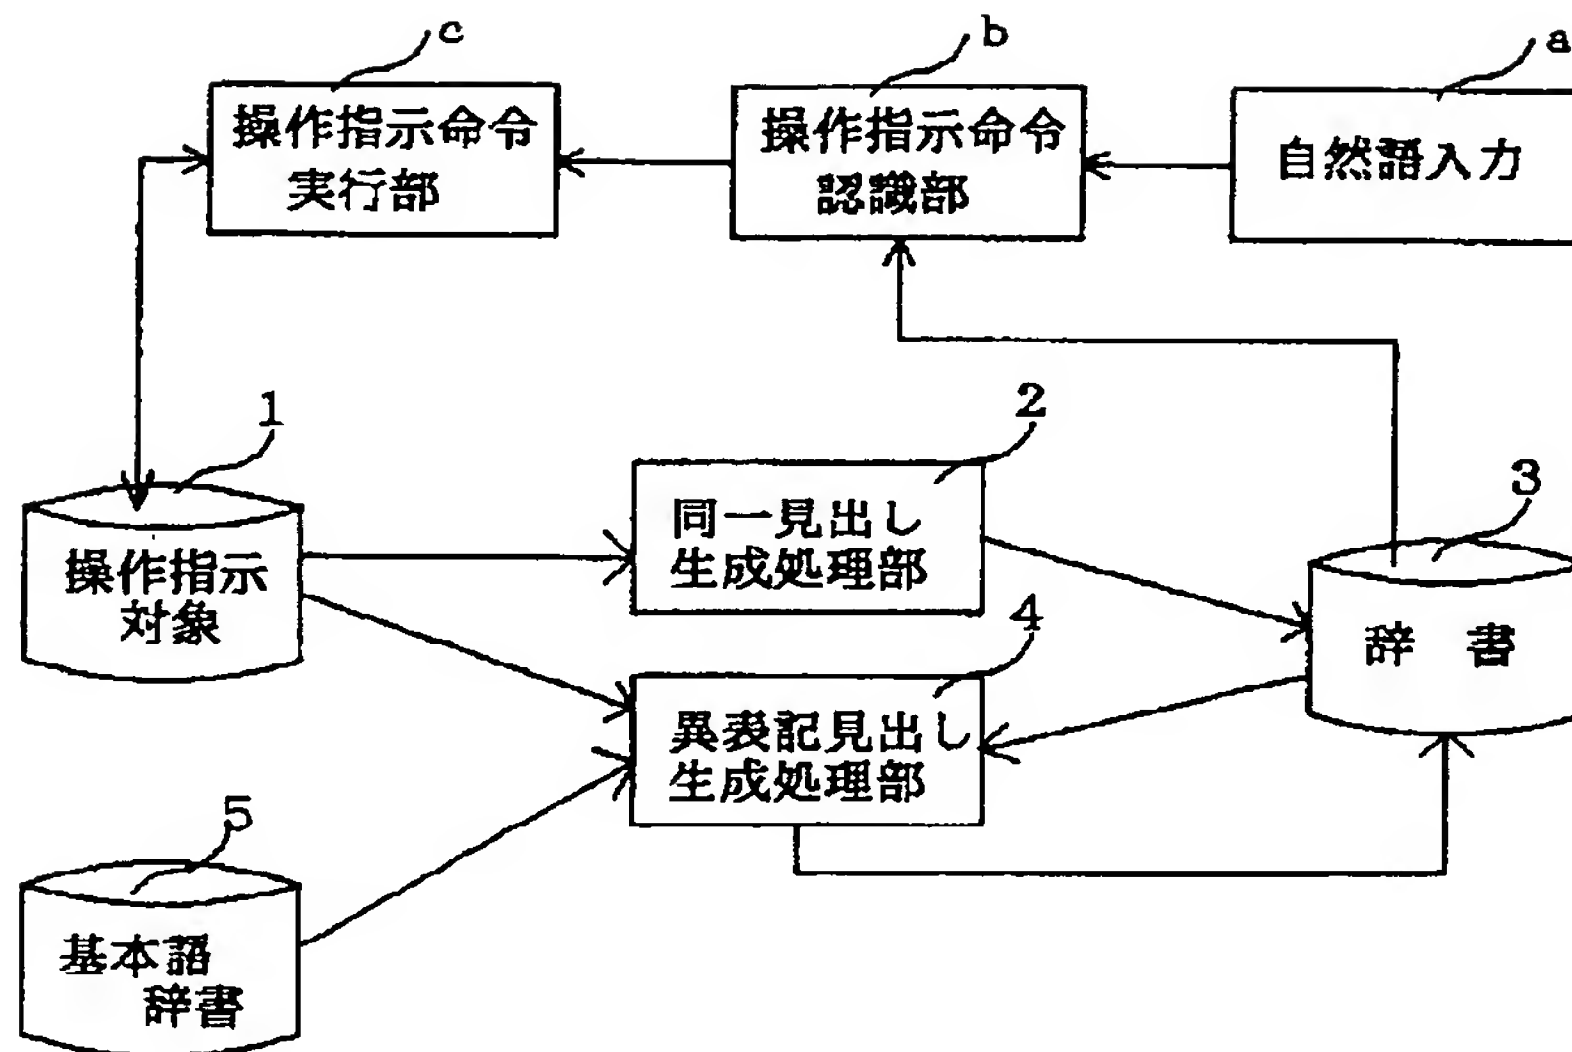 c
b
a
操作指示命令
実行部
操作指示命令
認識部
自然語入力
1
2
3
操作指示
対象
同一見出し
生成処理部
辞 書
4
異表記見出し
生成処理部
5
基本語
辞書